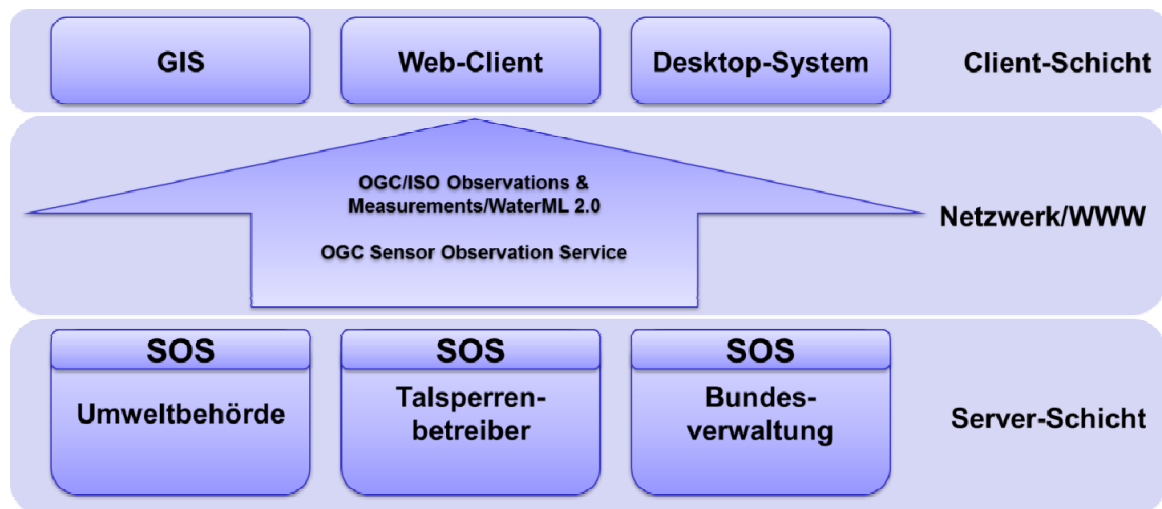 GIS
Web-Client
Desktop-System
Client-Schicht
OGC/ISO Observations &
Measurements/WaterML 2.0
OGC Sensor Observation Service
Netzwerk/WWW
SOS
Umweltbehörde
SOS
Talsperren-
betreiber
SOS
Bundes-
verwaltung
Server-Schicht